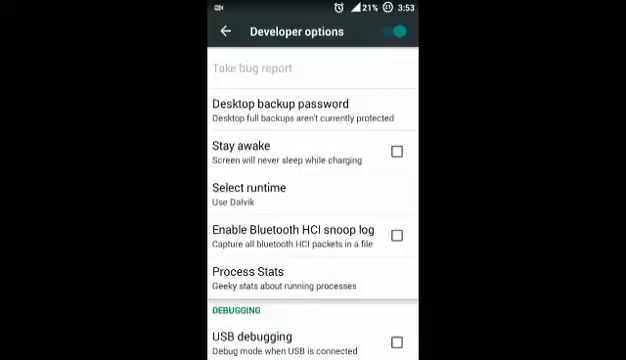 21% 21 3:53
Developer options
Take bug report
Desktop backup password
Desktop full backups aren't currently protected
Stay awake
Screen will never sleep while charging
Select runtime
Use Dalvik
Enable Bluetooth HCI snoop log
Capture all bluetooth HCI packets in a file
Process Stats
Geeky stats about running processes
DEBUGGING
USB debugging
Debug mode when USB is connected